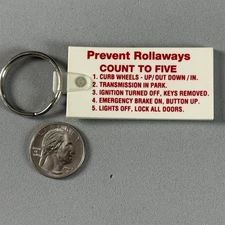 Prevent Rollaways
COUNT TO FIVE
1. CURB WHEELS - UP/OUT DOWN / IN.
2. TRANSMISSION IN PARK.
3. IGNITION TURNED OFF, KEYS REMOVED.
4. EMERGENCY BRAKE ON, BUTTON UP.
5. LIGHTS OFF, LOCK ALL DOORS.